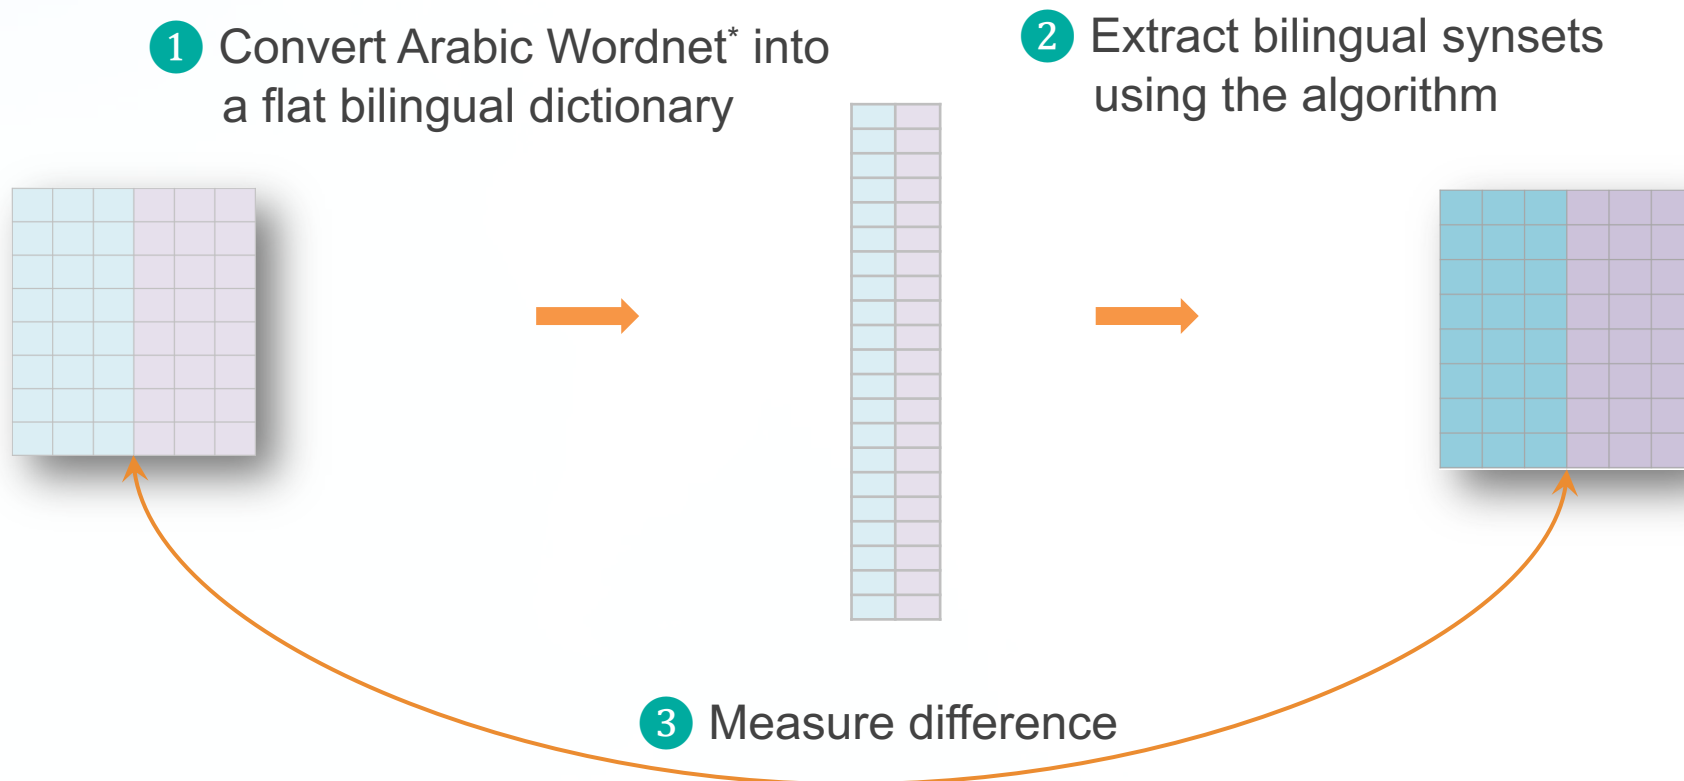 1 Convert Arabic Wordnet* into
a flat bilingual dictionary
2 Extract bilingual synsets
using the algorithm
3 Measure difference